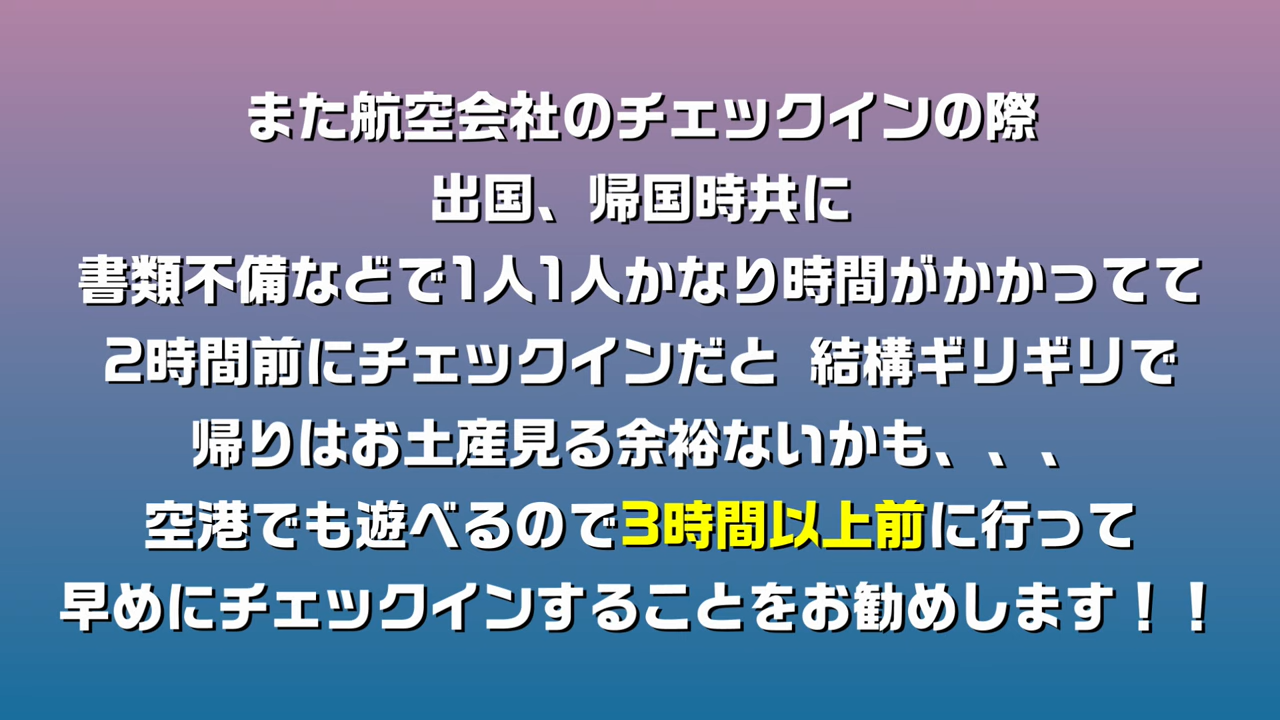 また航空会社のチェックインの際
出国、帰国時共に
書類不備などで1人1人かなり時間がかかってて
2時間前にチェックインだと 結構ギリギリで
帰りはお土産見る余裕ないかも、、、
空港でも遊べるので3時間以上前に行って
早めにチェックインすることをお勧めします！！